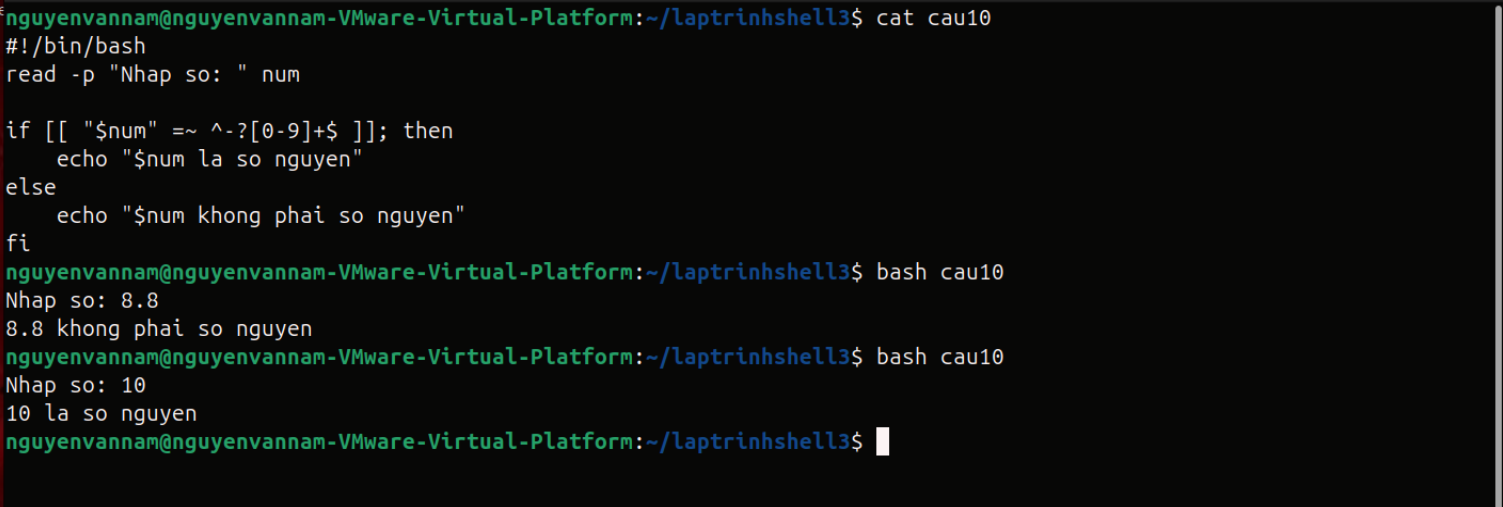 nguyenvannam@nguyenvannam-VMware-Virtual-Platform:~/laptrinhshell3$ cat cau10
#!/bin/bash
read -p "Nhap so: " num

if [[ "$num" =~ ^-?[0-9]+$ ]]; then
    echo "$num la so nguyen"
else
    echo "$num khong phai so nguyen"
fi
nguyenvannam@nguyenvannam-VMware-Virtual-Platform:~/laptrinhshell3$ bash cau10
Nhap so: 8.8
8.8 khong phai so nguyen
nguyenvannam@nguyenvannam-VMware-Virtual-Platform:~/laptrinhshell3$ bash cau10
Nhap so: 10
10 la so nguyen
nguyenvannam@nguyenvannam-VMware-Virtual-Platform:~/laptrinhshell3$